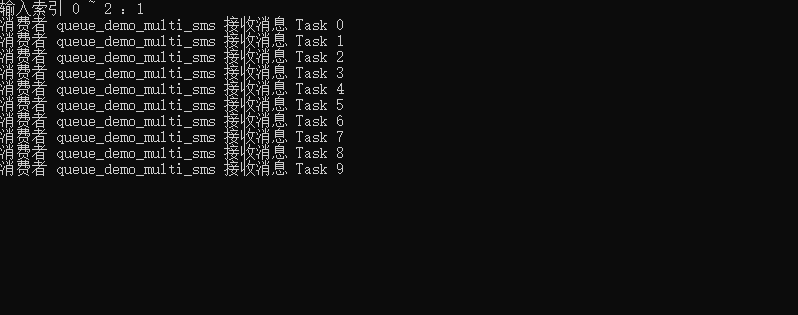 输入索引 0 ~ 2 : 1
消费者 queue_demo_multi_sms 接收消息 Task 0
消费者 queue_demo_multi_sms 接收消息 Task 1
消费者 queue_demo_multi_sms 接收消息 Task 2
消费者 queue_demo_multi_sms 接收消息 Task 3
消费者 queue_demo_multi_sms 接收消息 Task 4
消费者 queue_demo_multi_sms 接收消息 Task 5
消费者 queue_demo_multi_sms 接收消息 Task 6
消费者 queue_demo_multi_sms 接收消息 Task 7
消费者 queue_demo_multi_sms 接收消息 Task 8
消费者 queue_demo_multi_sms 接收消息 Task 9